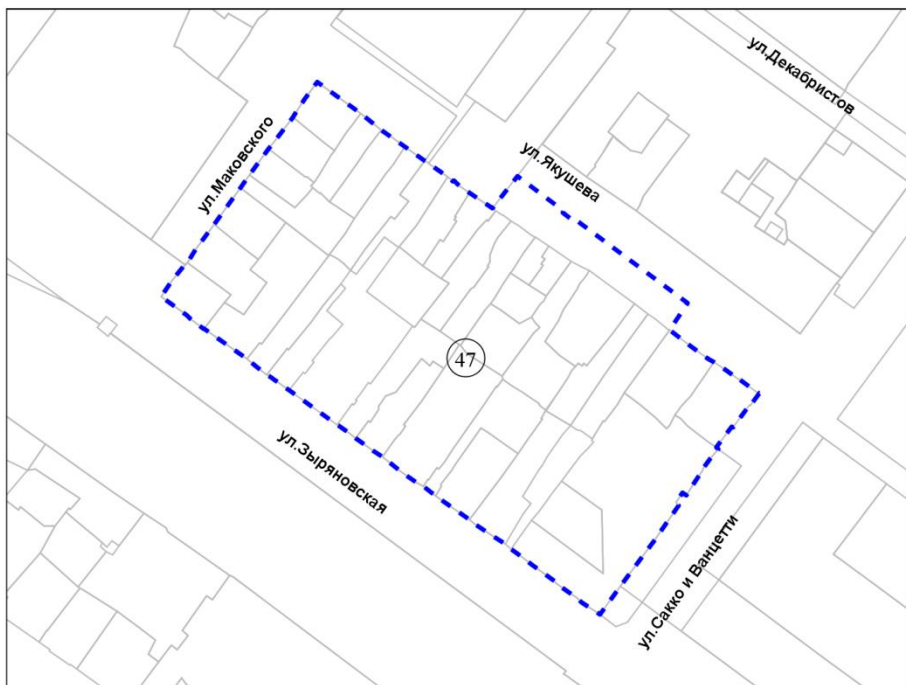 ул.Декабристов
ул.Маковского
ул.Якушева
47
ул.Зыряновская
ул.Сакко и Ванцетти